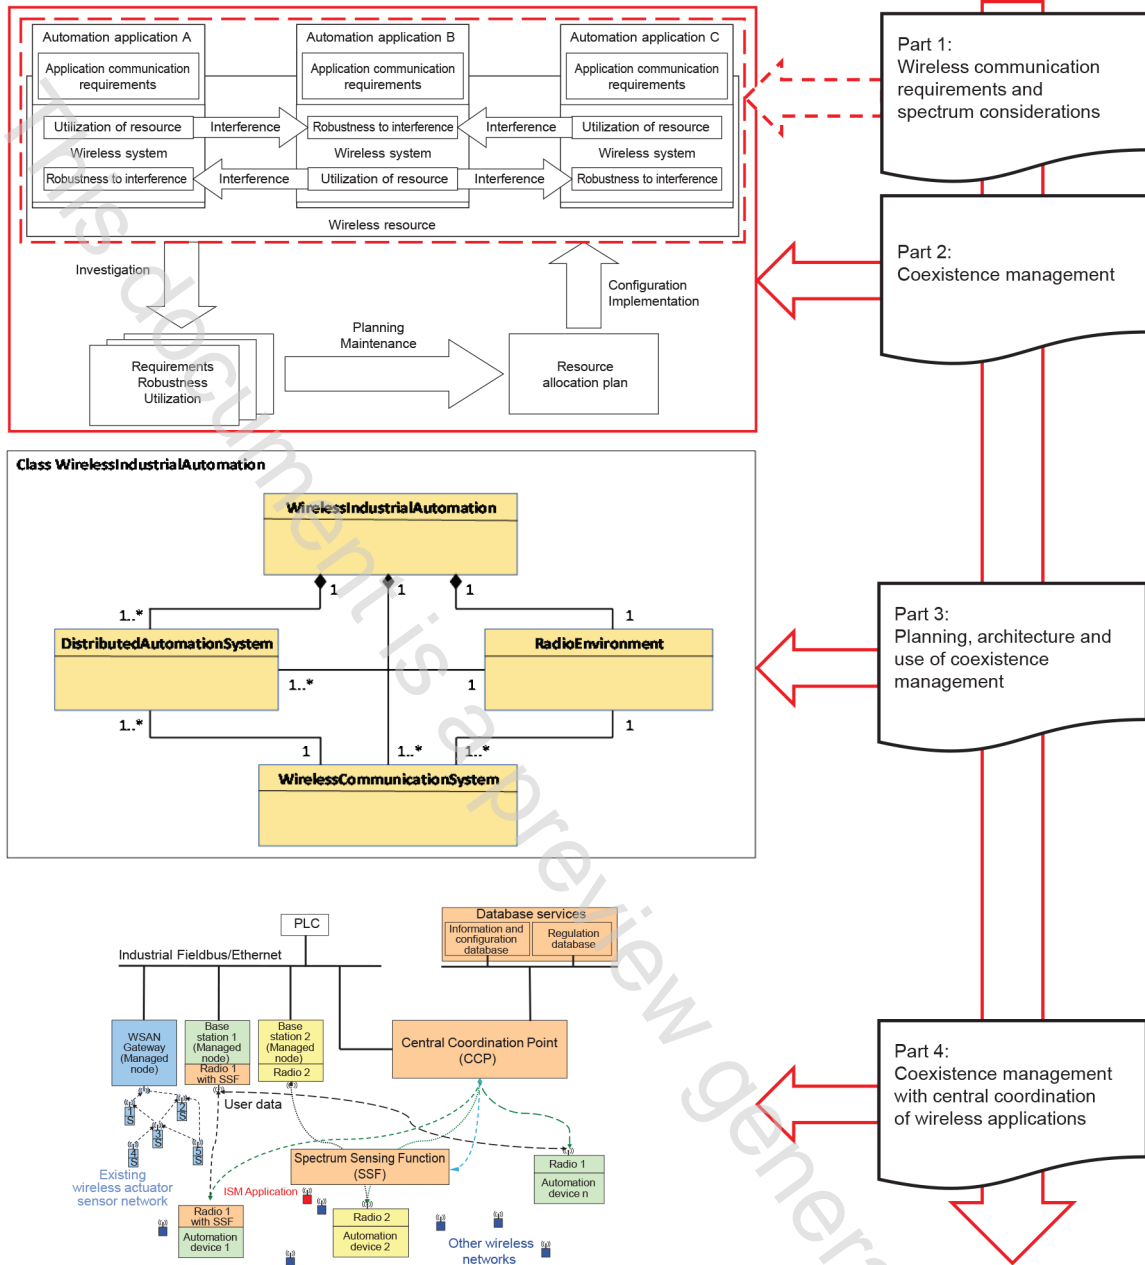 Automation application A
Automation application B
Automation application C
Application communication
requirements
Application communication
requirements
Application communication
requirements
Utilization of resource
Interference
Robustness to interference
Interference
Utilization of resource
Wireless system
Wireless system
Wireless system
Robustness to interference
Interference
Utilization of resource
Interference
Robustness to interference
Wireless resource
Investigation
Configuration
Implementation
Planning
Maintenance
Requirements
Robustness
Utilization
Resource
allocation plan
Part 1:
Wireless communication
requirements and
spectrum considerations
Part 2:
Coexistence management
Class WirelessIndustrialAutomation
WirelessIndustrialAutomation
1
1
1
1..*
1
DistributedAutomationSystem
RadioEnvironment
1..*
1
1..*
1
1
1..*
1..*
WirelessCommunicationSystem
Part 3:
Planning, architecture and
use of coexistence
management
PLC
Database services
Information and
configuration
database
Regulation
database
Industrial Fieldbus/Ethernet
WSAN
Gateway
(Managed
node)
Base
station 1
(Managed
node)
Radio 1
with SSF
Base
station 2
(Managed
node)
Radio 2
Central Coordination Point
(CCP)
User data
1S
2S
3S
4S
5S
Existing
wireless actuator
sensor network
Spectrum Sensing Function
(SSF)
ISM Application
Radio 1
Automation
device n
Radio 1
with SSF
Automation
device 1
Radio 2
Automation
device 2
Other wireless
networks
Part 4:
Coexistence management
with central coordination
of wireless applications
This document is a preview genera